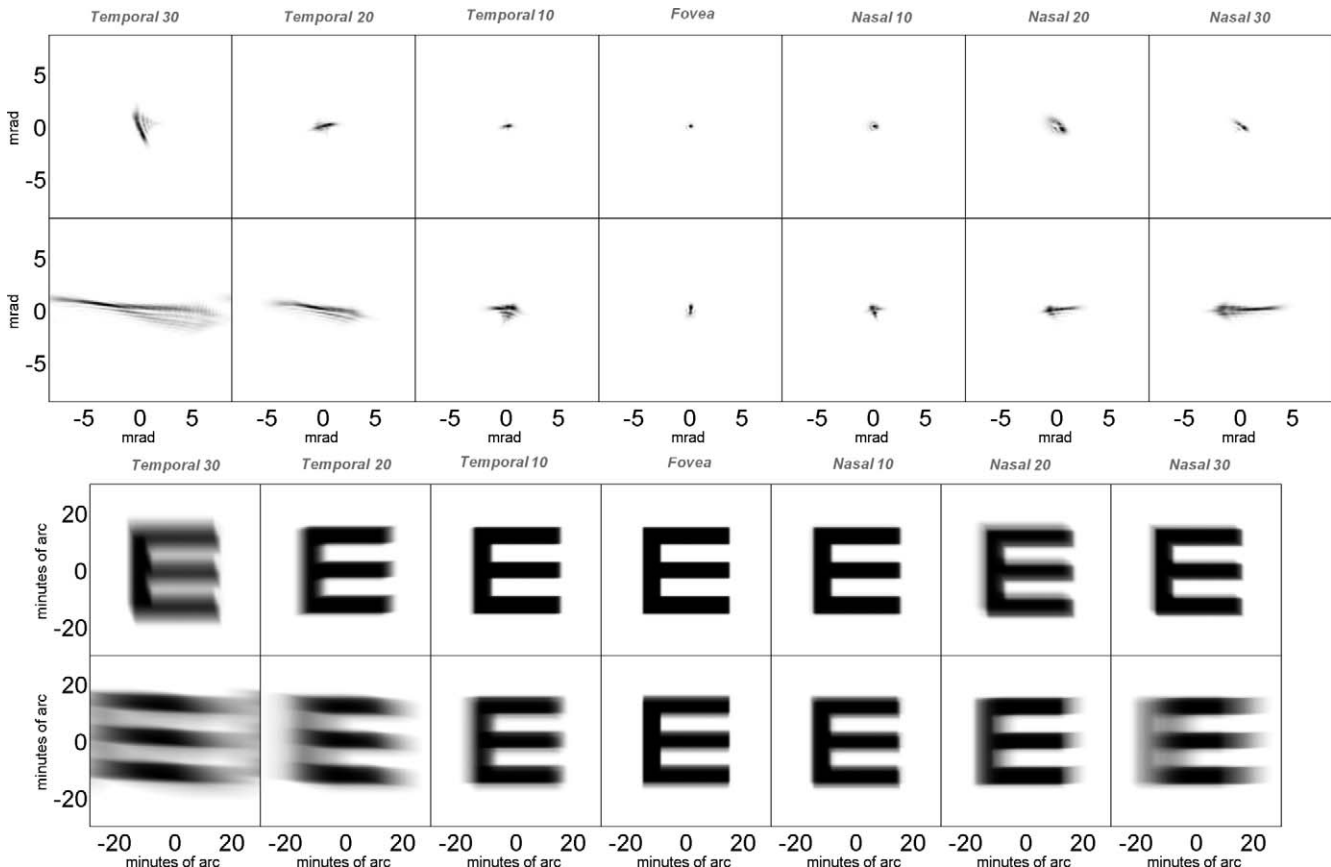 Temporal 30 Temporal 20 Temporal 10 Fovea Nasal 10 Nasal 20 Nasal 30
5
0
-5
mrad
5
0
-5
mrad
-5 0 5 -5 0 5 -5 0 5 -5 0 5 -5 0 5 -5 0 5 -5 0 5
mrad mrad mrad mrad mrad mrad mrad
Temporal 30 Temporal 20 Temporal 10 Fovea Nasal 10 Nasal 20 Nasal 30
20
0
-20
minutes of arc
E E E E E E E
20
0
-20
minutes of arc
E E E E E
-20 0 20 -20 0 20 -20 0 20 -20 0 20 -20 0 20 -20 0 20 -20 0 20
minutes of arc minutes of arc minutes of arc minutes of arc minutes of arc minutes of arc minutes of arc